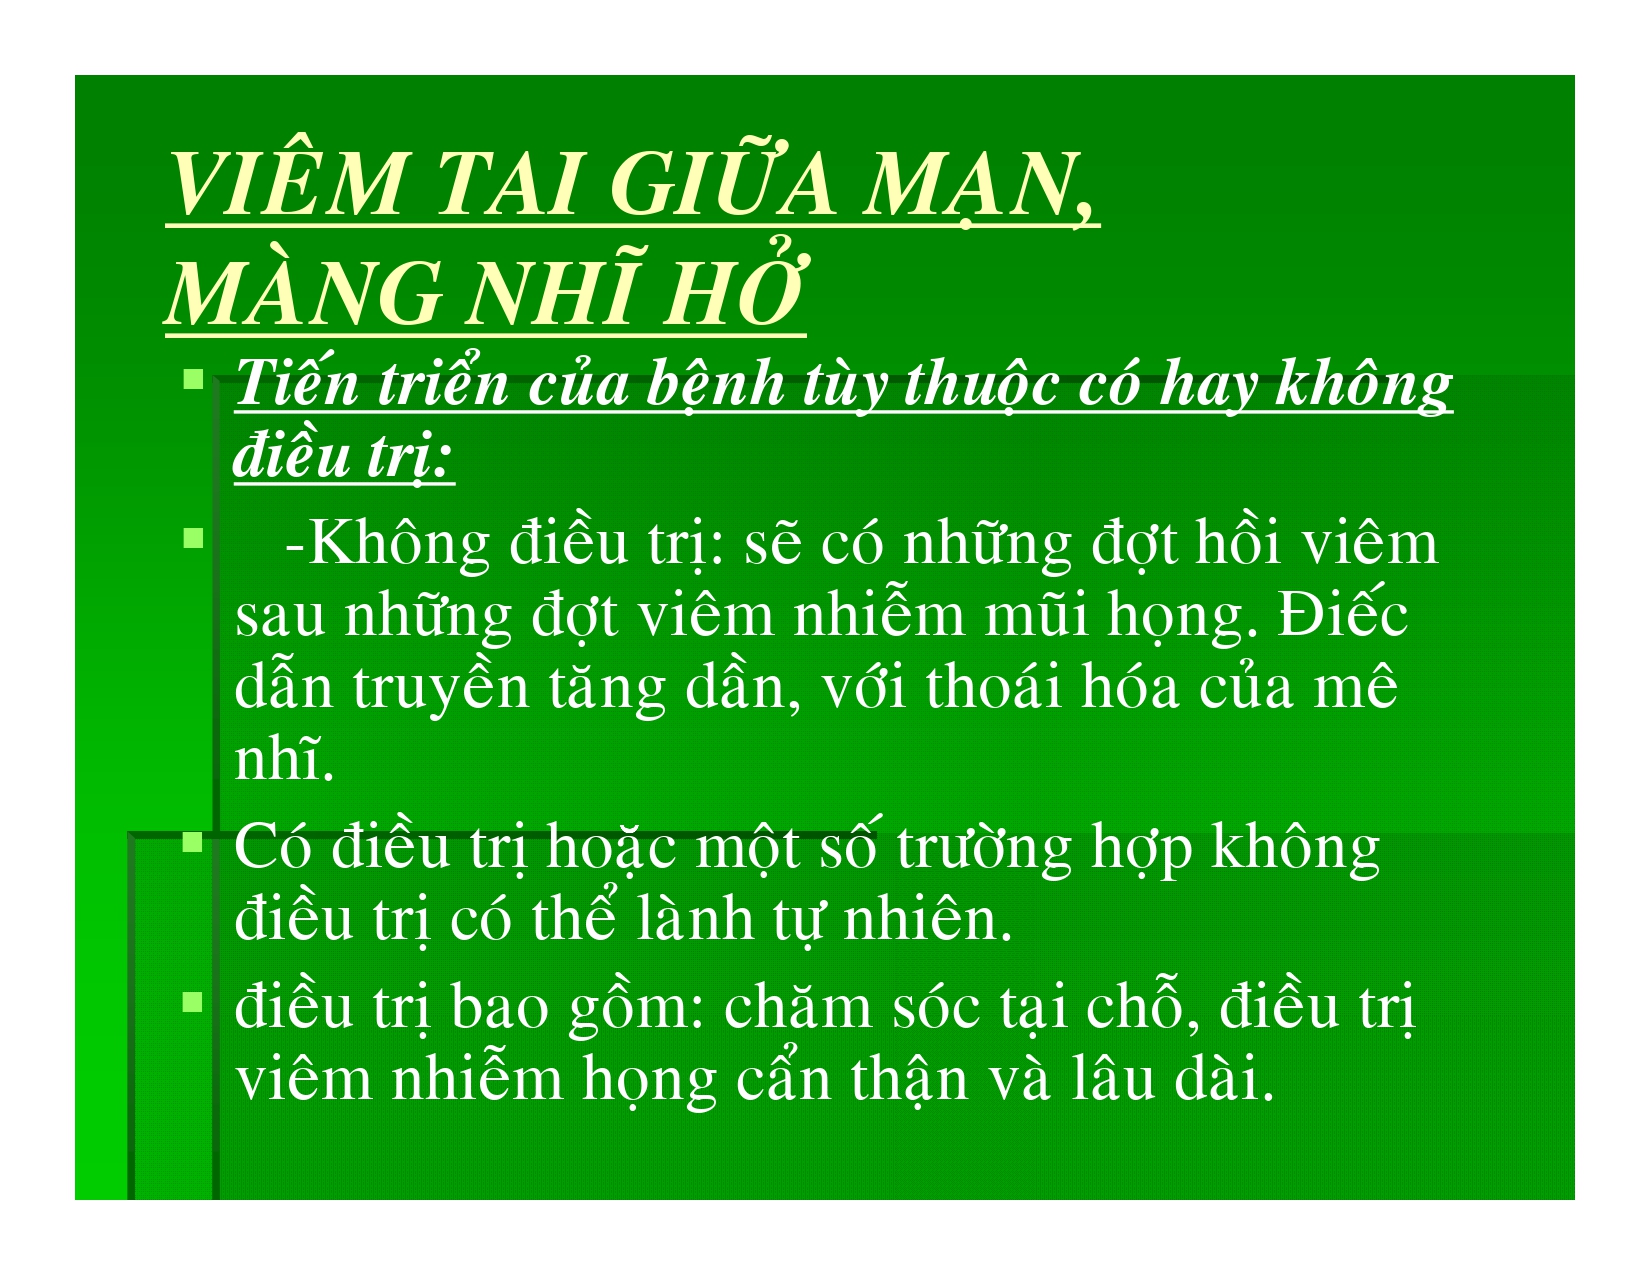 VIÊM TAI GIỮA MẠN,
MÀNG NHĨ HỞ
Tiến triển của bệnh tùy thuộc có hay không
điều trị:
-Không điều trị: sẽ có những đợt hồi viêm
sau những đợt viêm nhiễm mũi họng. Điếc
dẫn truyền tăng dần, với thoái hóa của mê
nhĩ.
Có điều trị hoặc một số trường hợp không
điều trị có thể lành tự nhiên.
điều trị bao gồm: chăm sóc tại chỗ, điều trị
viêm nhiễm họng cẩn thận và lâu dài.